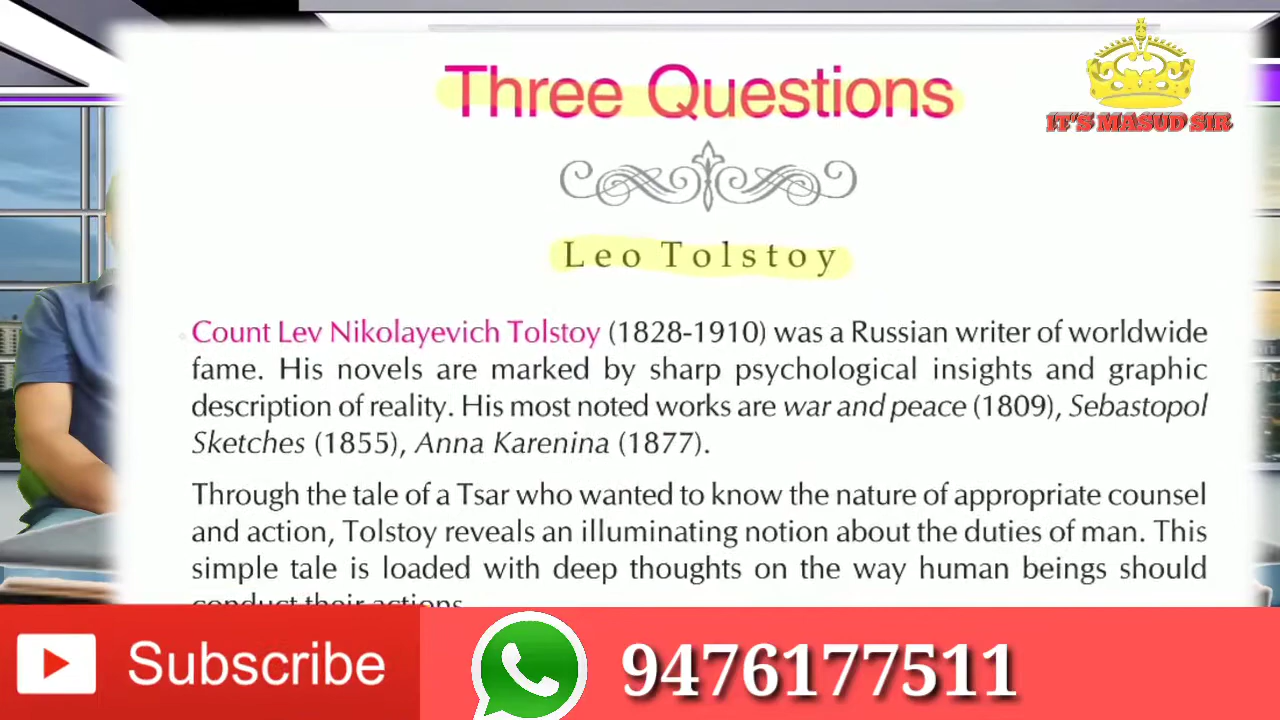 Three Questions
IT'S MASUD SIR
Leo Tolstoy
Count Lev Nikolayevich Tolstoy (1828-1910) was a Russian writer of worldwide
fame. His novels are marked by sharp psychological insights and graphic
description of reality. His most noted works are war and peace (1809), Sebastopol
Sketches (1855), Anna Karenina (1877).
Through the tale of a Tsar who wanted to know the nature of appropriate counsel
and action, Tolstoy reveals an illuminating notion about the duties of man. This
simple tale is loaded with deep thoughts on the way human beings should
conduct their actions.
Subscribe
9476177511